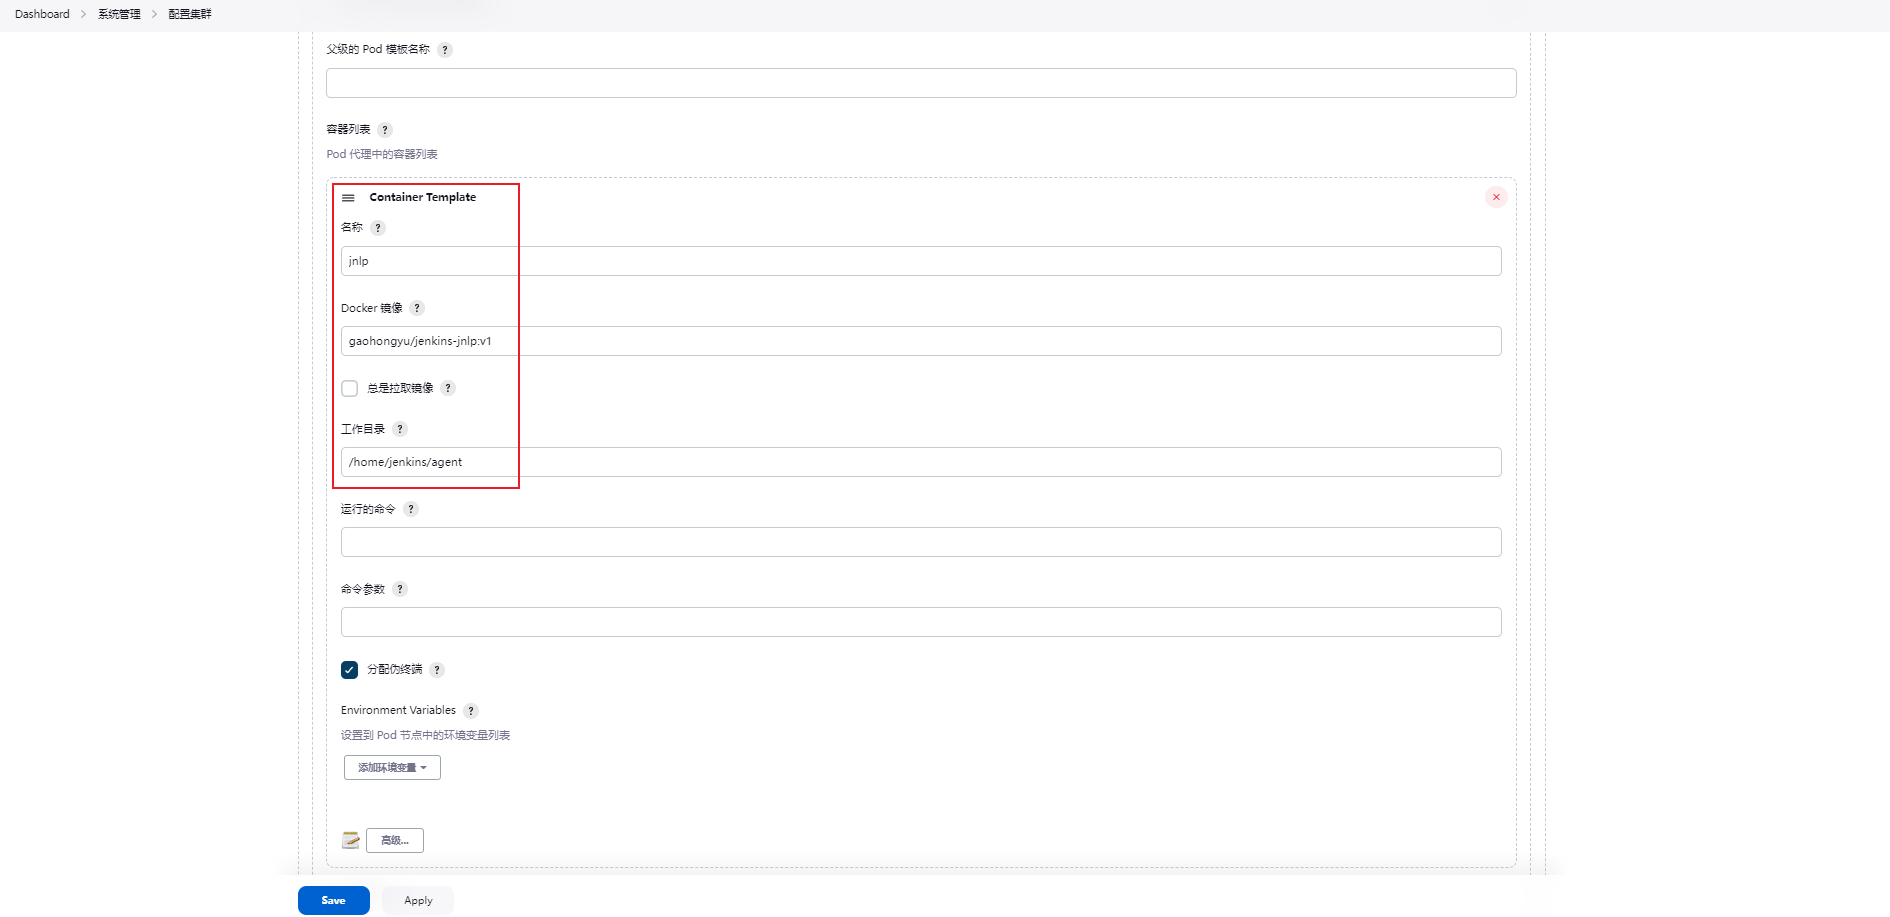 Dashboard 系统管理 配置集群
父级的 Pod 模板名称 ?
容器列表 ?
Pod 代理中的容器列表
Container Template
名称 ?
jnlp
Docker 镜像 ?
gaohongyu/jenkins-jnlp:v1
总是拉取镜像 ?
工作目录 ?
/home/jenkins/agent
运行的命令 ?
命令参数 ?
分配伪终端 ?
Environment Variables ?
设置到 Pod 节点中的环境变量列表
添加环境变量
高级...
Save Apply